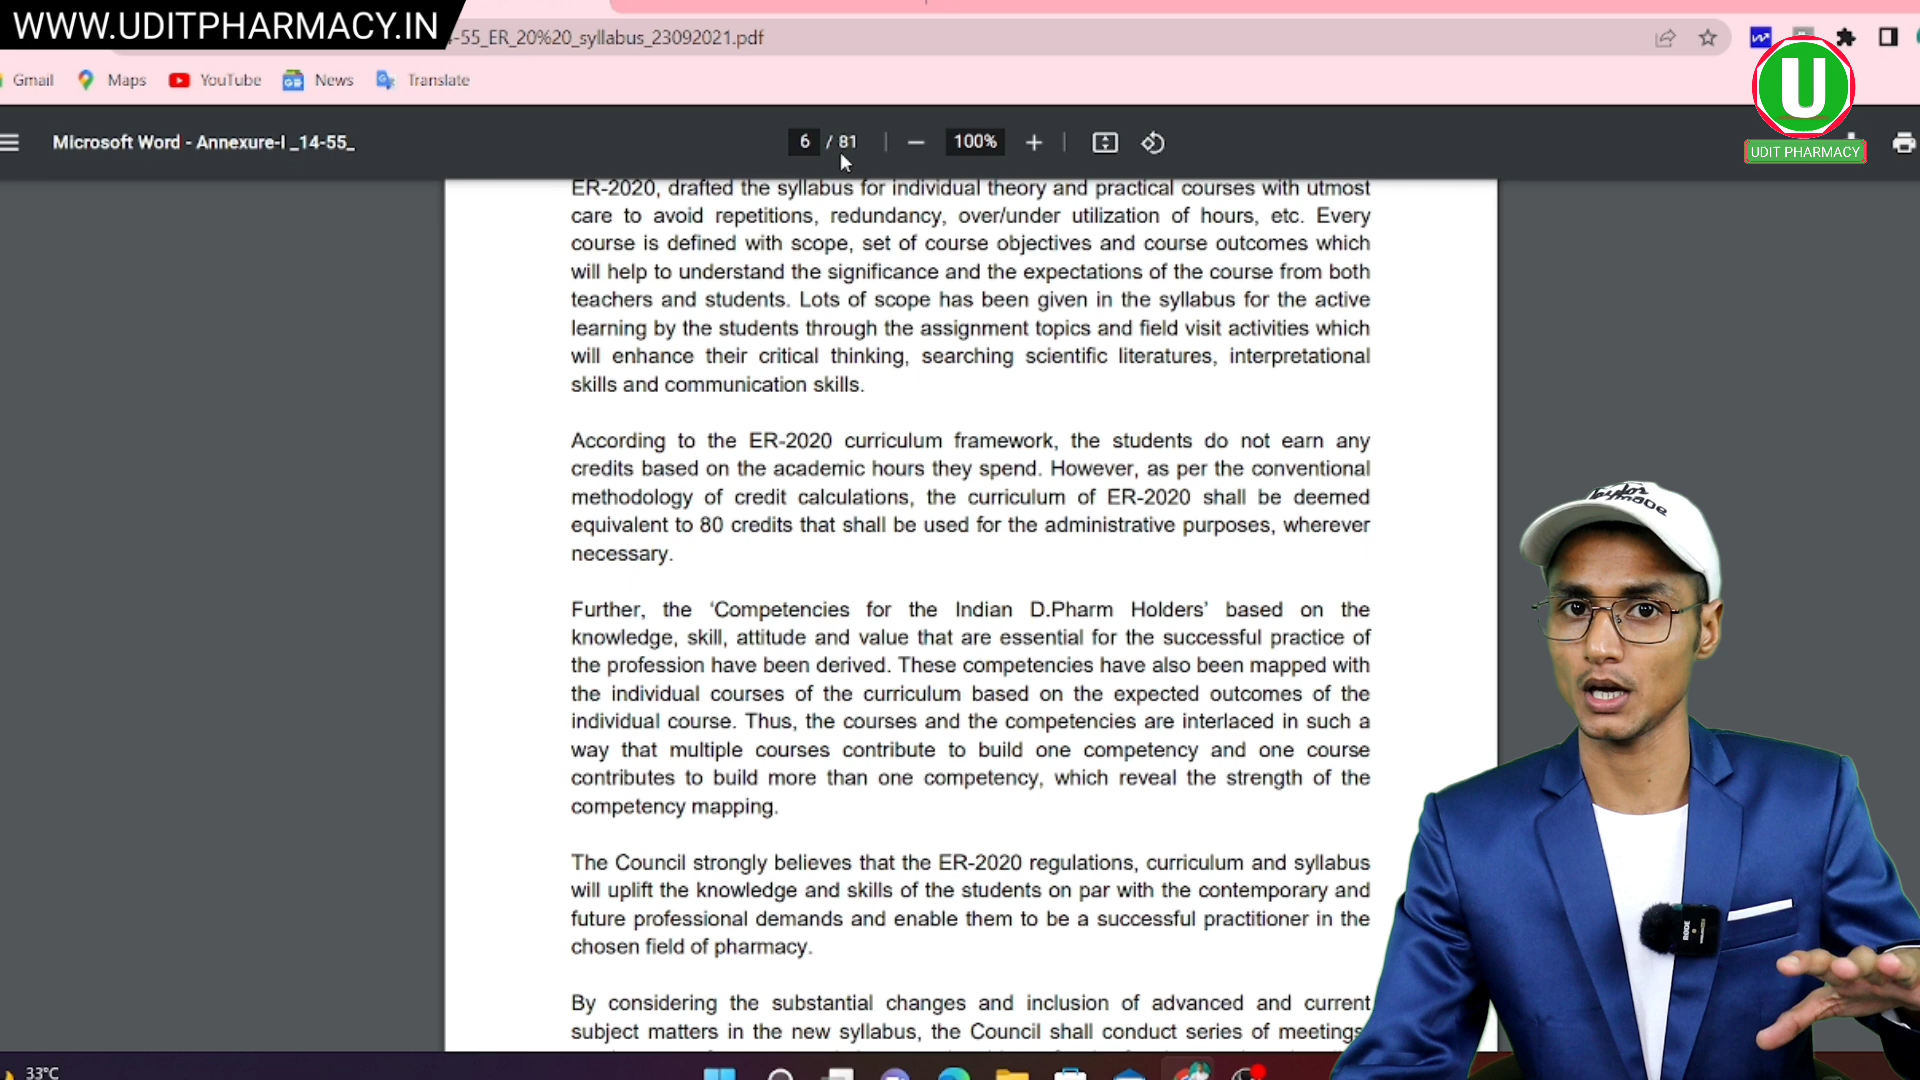 WWW.UDITPHARMACY.IN
4-55_ER_20%20_syllabus_23092021.pdf
Gmail
Maps
YouTube
News
Translate
U
UDIT PHARMACY
Microsoft Word - Annexure-I _14-55_
6 / 81
100%
ER-2020, drafted the syllabus for individual theory and practical courses with utmost
care to avoid repetitions, redundancy, over/under utilization of hours, etc. Every
course is defined with scope, set of course objectives and course outcomes which
will help to understand the significance and the expectations of the course from both
teachers and students. Lots of scope has been given in the syllabus for the active
learning by the students through the assignment topics and field visit activities which
will enhance their critical thinking, searching scientific literatures, interpretational
skills and communication skills.
According to the ER-2020 curriculum framework, the students do not earn any
credits based on the academic hours they spend. However, as per the conventional
methodology of credit calculations, the curriculum of ER-2020 shall be deemed
equivalent to 80 credits that shall be used for the administrative purposes, wherever
necessary.
Further, the ‘Competencies for the Indian D.Pharm Holders’ based on the
knowledge, skill, attitude and value that are essential for the successful practice of
the profession have been derived. These competencies have also been mapped with
the individual courses of the curriculum based on the expected outcomes of the
individual course. Thus, the courses and the competencies are interlaced in such a
way that multiple courses contribute to build one competency and one course
contributes to build more than one competency, which reveal the strength of the
competency mapping.
The Council strongly believes that the ER-2020 regulations, curriculum and syllabus
will uplift the knowledge and skills of the students on par with the contemporary and
future professional demands and enable them to be a successful practitioner in the
chosen field of pharmacy.
By considering the substantial changes and inclusion of advanced and current
subject matters in the new syllabus, the Council shall conduct series of meetings
TaylorMade
RODE
33°C